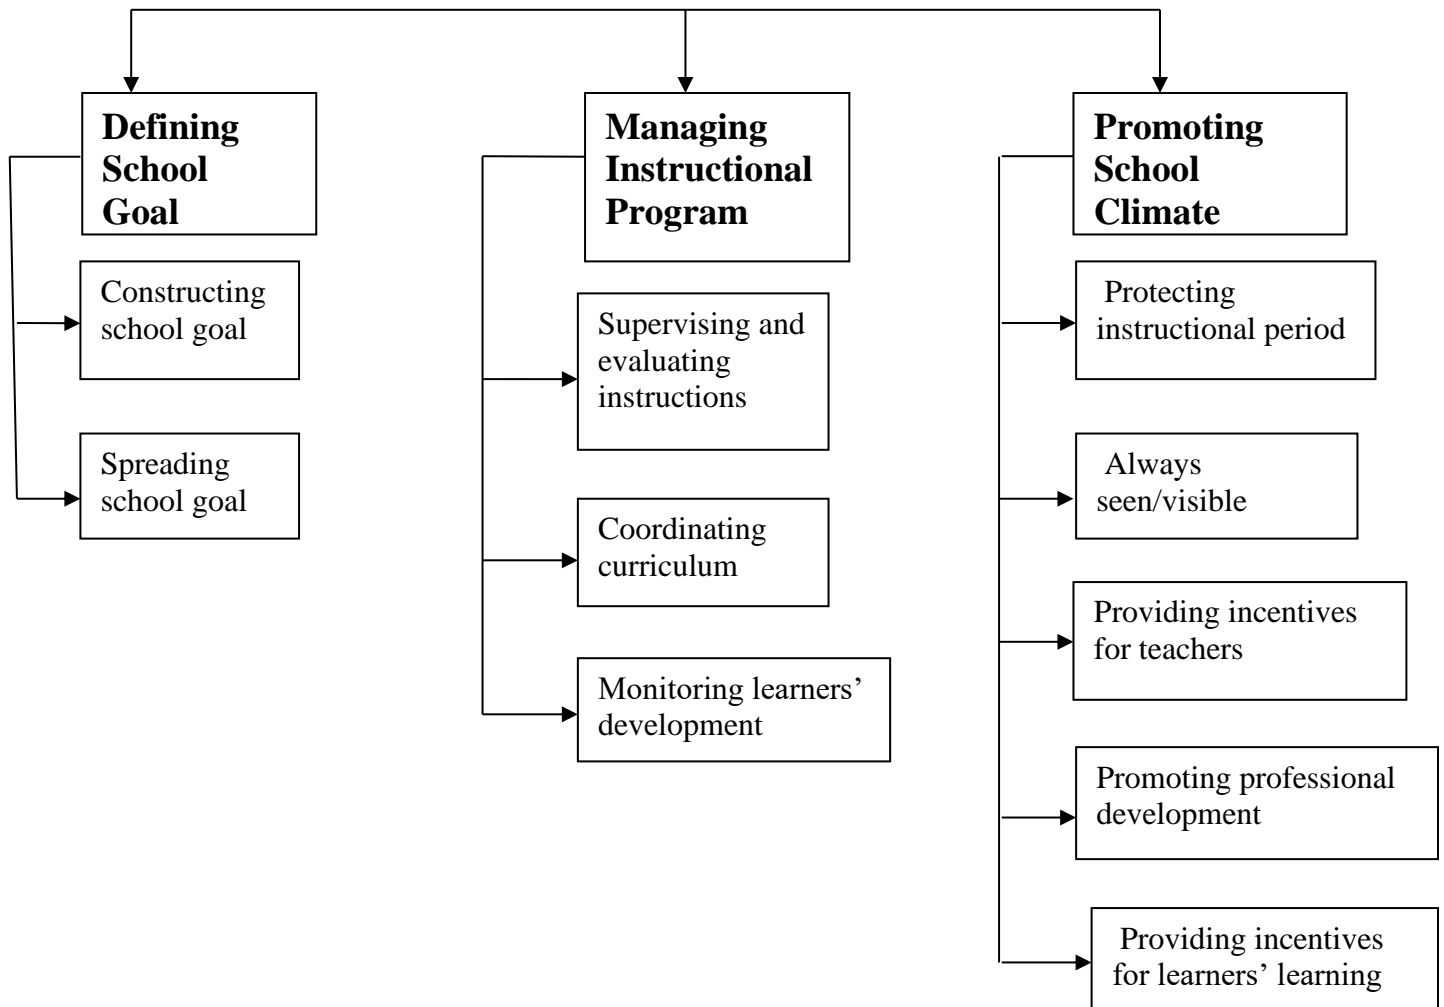 Defining
School
Goal
Constructing
school goal
Spreading
school goal
Managing
Instructional
Program
Supervising and
evaluating
instructions
Coordinating
curriculum
Monitoring learners’
development
Promoting
School
Climate
Protecting
instructional period
Always
seen/visible
Providing incentives
for teachers
Promoting professional
development
Providing incentives
for learners’ learning